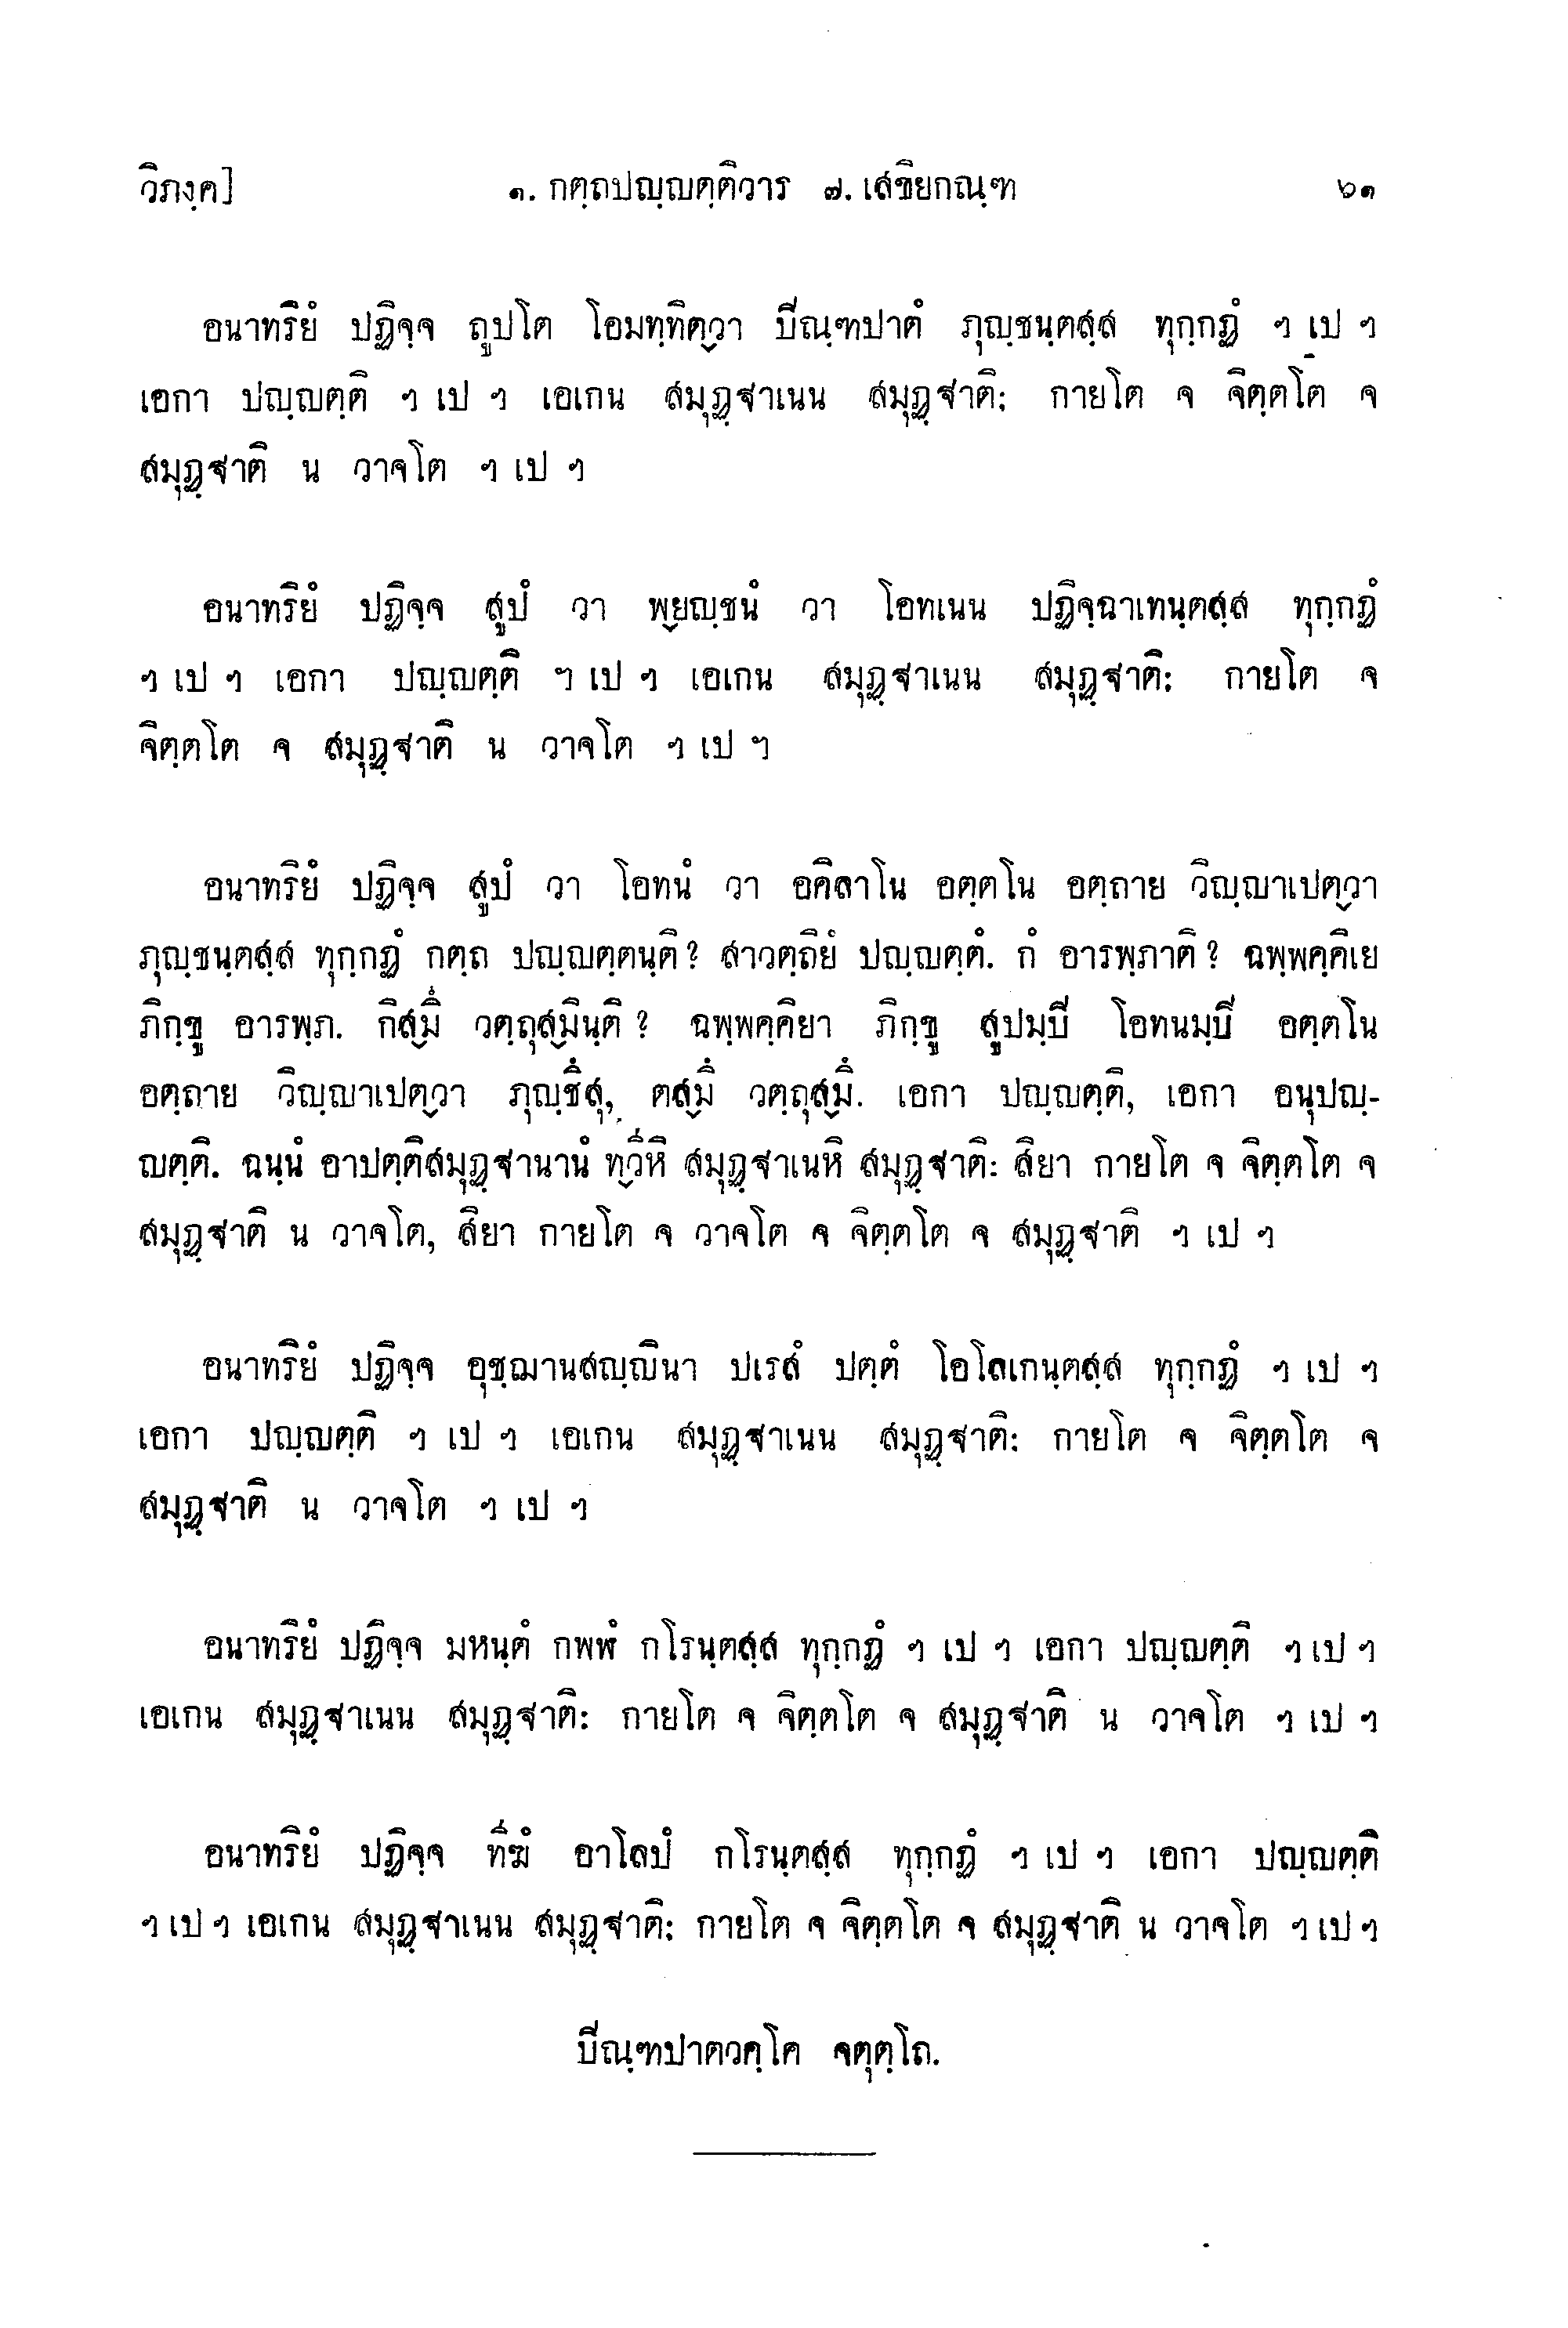 วิภงฺค]	๑. กตฺถปญฺญตฺติวาร ๗. เสขิยกณฺฑ	๖๑
อนาทริยํ ปฏิจฺจ ถูปโต โอมทฺทิตฺวา ปิณฺฑปาตํ ภุญฺชนฺตสฺส ทุกฺกฏํ ฯ เป ฯ
เอกา ปญฺญตฺติ ฯ เป ฯ เอเกน สมุฏฺฐาเนน สมุฏฺฐาติ: กายโต จ จิตฺตโต จ
สมุฏฺฐาติ น วาจโต ฯ เป ฯ
อนาทริยํ ปฏิจฺจ สูปํ วา พฺยญฺชนํ วา โอทเนน ปฏิจฺฉาเทนฺตสฺส ทุกฺกฏํ
ฯ เป ฯ เอกา ปญฺญตฺติ ฯ เป ฯ เอเกน สมุฏฺฐาเนน สมุฏฺฐาติ: กายโต จ
จิตฺตโต จ สมุฏฺฐาติ น วาจโต ฯ เป ฯ
อนาทริยํ ปฏิจฺจ สูปํ วา โอทนํ วา อคิลาโน อตฺตโน อตฺถาย วิญฺญาเปตฺวา
ภุญฺชนฺตสฺส ทุกฺกฏํ กตฺถ ปญฺญตฺตนฺติ? สาวตฺถิยํ ปญฺญตฺตํ. กํ อารพฺภาติ? ฉพฺพคฺคิเย
ภิกฺขู อารพฺภ. กิสฺมึ วตฺถุสฺมินฺติ? ฉพฺพคฺคิยา ภิกฺขู สูปมฺปิ โอทนมฺปิ อตฺตโน
อตฺถาย วิญฺญาเปตฺวา ภุญฺชึสุ, ตสฺมึ วตฺถุสฺมึ. เอกา ปญฺญตฺติ, เอกา อนุปญฺ-
ญตฺติ. ฉนฺนํ อาปตฺติสมุฏฺฐานานํ ทฺวีหิ สมุฏฺฐาเนหิ สมุฏฺฐาติ: สิยา กายโต จ จิตฺตโต จ
สมุฏฺฐาติ น วาจโต, สิยา กายโต จ วาจโต จ จิตฺตโต จ สมุฏฺฐาติ ฯ เป ฯ
อนาทริยํ ปฏิจฺจ อุชฺฌานสญฺญินา ปเรสํ ปตฺตํ โอโลเกนฺตสฺส ทุกฺกฏํ ฯ เป ฯ
เอกา ปญฺญตฺติ ฯ เป ฯ เอเกน สมุฏฺฐาเนน สมุฏฺฐาติ: กายโต จ จิตฺตโต จ
สมุฏฺฐาติ น วาจโต ฯ เป ฯ
อนาทริยํ ปฏิจฺจ มหนฺตํ กพฬํ กโรนฺตสฺส ทุกฺกฏํ ฯ เป ฯ เอกา ปญฺญตฺติ ฯ เป ฯ
เอเกน สมุฏฺฐาเนน สมุฏฺฐาติ: กายโต จ จิตฺตโต จ สมุฏฺฐาติ น วาจโต ฯ เป ฯ
อนาทริยํ ปฏิจฺจ ทีฆํ อาโลปํ กโรนฺตสฺส ทุกฺกฏํ ฯ เป ฯ เอกา ปญฺญตฺติ
ฯ เป ฯ เอเกน สมุฏฺฐาเนน สมุฏฺฐาติ: กายโต จ จิตฺตโต จ สมุฏฺฐาติ น วาจโต ฯ เป ฯ
ปิณฺฑปาตวคฺโค จตุตฺโถ.